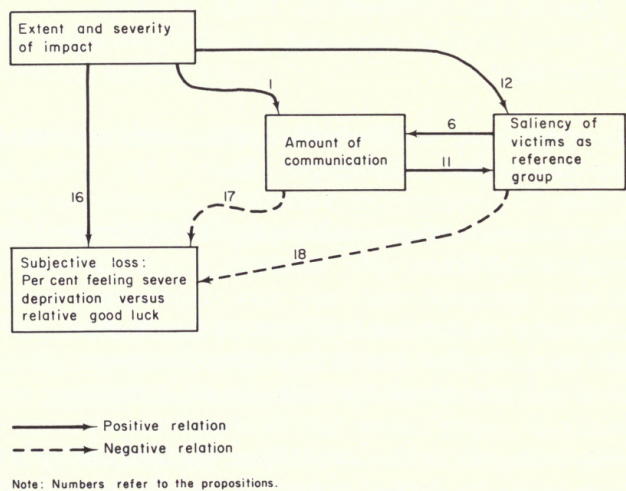 Extent and severity
of impact
1
12
Amount of
communication
6
11
Saliency of
victims as
reference
group
16
17
18
Subjective loss:
Per cent feeling severe
deprivation versus
relative good luck
Positive relation
Negative relation
Note: Numbers refer to the propositions.